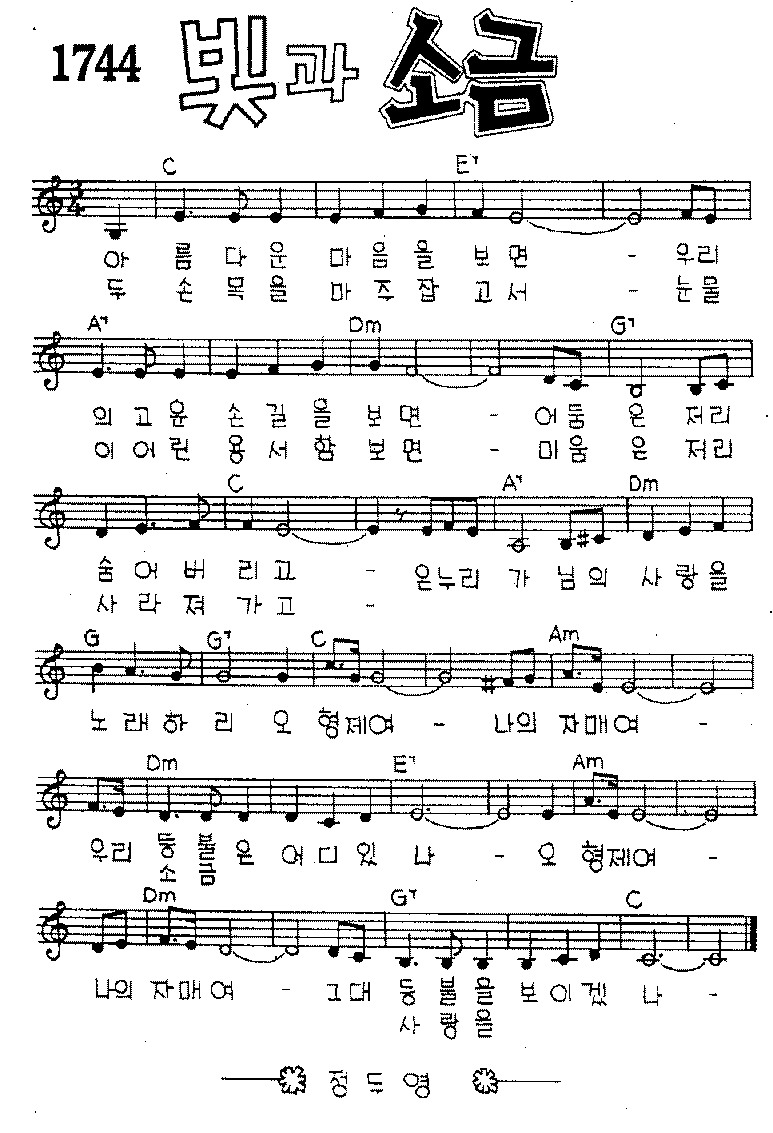 1744 빛과 소금
C E7
3/4
아 름 다 운 마 음 을 보 면 - 우리
두 손 목 을 마 주 잡 고 서 - 눈물
A7 Dm G7
의 고 운 손 길 을 보 면 - 어 둠 은 저 리
이 어 린 용 서 함 보 면 - 미 움 은 저 리
C A7 Dm
숨 어 버 리 고 - 온누리 가 님 의 사 랑 을
사 라 져 가 고 -
G G7 C Am
노 래 하 리 오 형제여 - 나의 자매여 -
Dm E7 Am
우리 등 불 은 어 디 있 나 - 오 형제여 -
소 금
Dm G7 C
나의 자매 여 - 그대 등 불 을 보 이 겠 나 -
사 랑 을
정 두 영